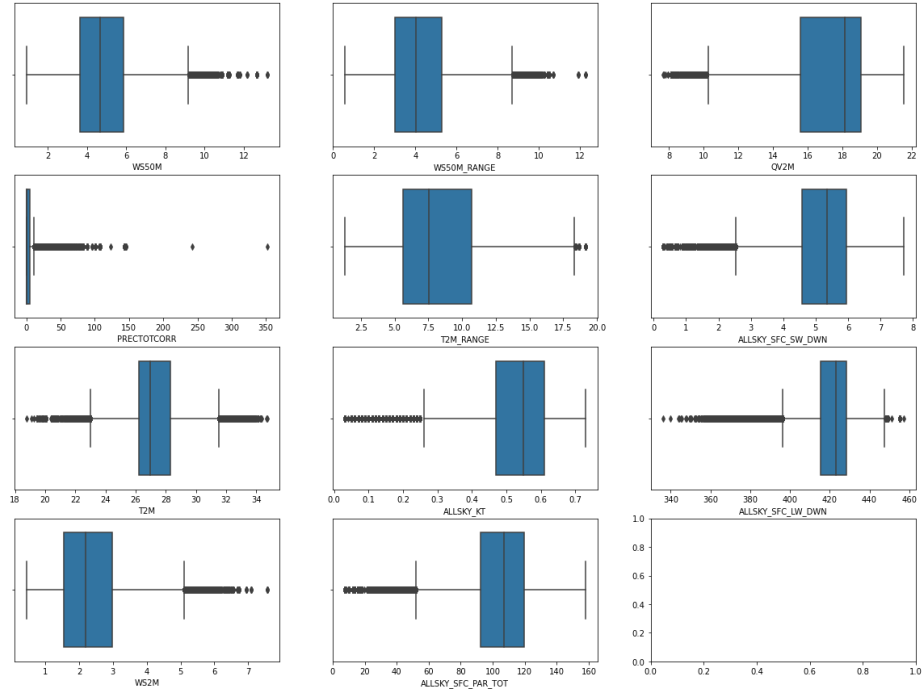 2 4 6 8 10 12
WS50M
0 2 4 6 8 10 12
WS50M_RANGE
8 10 12 14 16 18 20 22
QV2M
0 50 100 150 200 250 300 350
PRECTOTCORR
2.5 5.0 7.5 10.0 12.5 15.0 17.5 20.0
T2M_RANGE
0 1 2 3 4 5 6 7 8
ALLSKY_SFC_SW_DWN
18 20 22 24 26 28 30 32 34
T2M
0.0 0.1 0.2 0.3 0.4 0.5 0.6 0.7
ALLSKY_KT
340 360 380 400 420 440 460
ALLSKY_SFC_LW_DWN
1 2 3 4 5 6 7
WS2M
0 20 40 60 80 100 120 140 160
ALLSKY_SFC_PAR_TOT
1.0
0.8
0.6
0.4
0.2
0.0
0.0 0.2 0.4 0.6 0.8 1.0